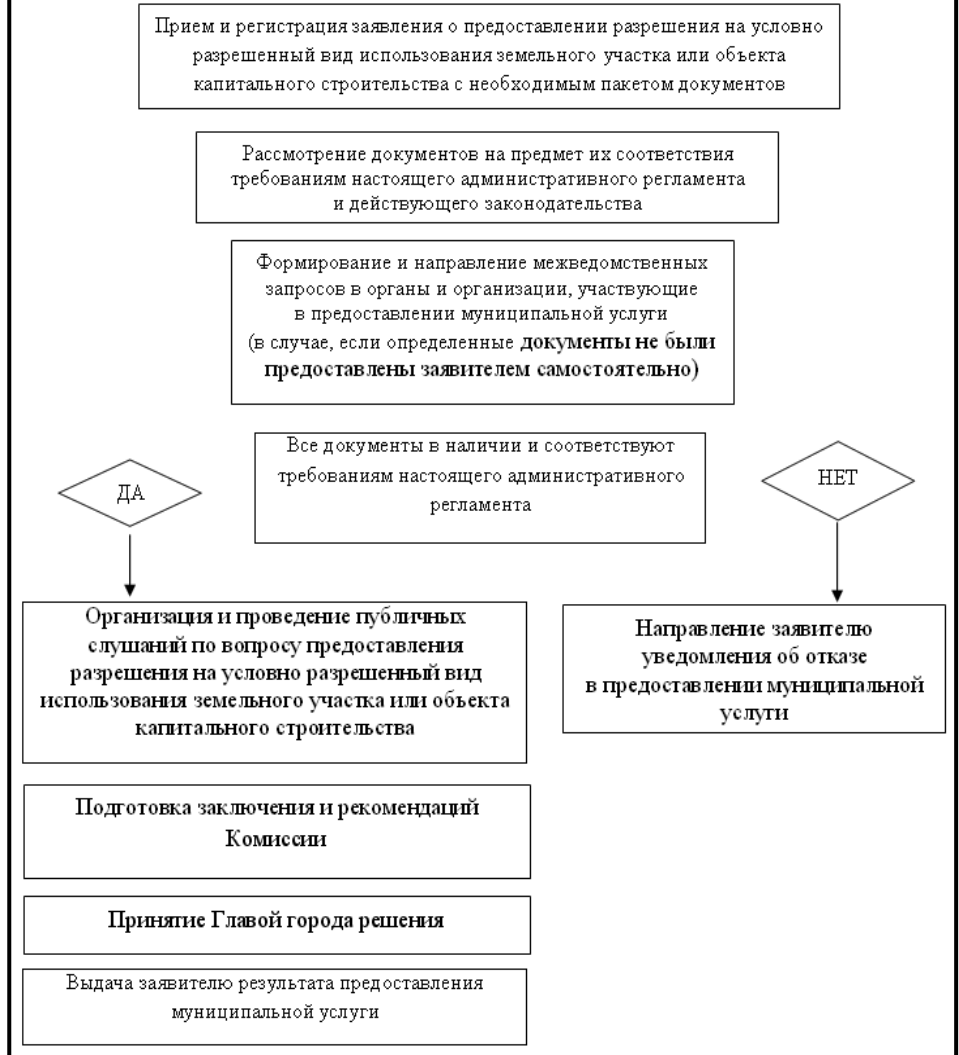 Прием и регистрация заявления о предоставлении разрешения на условно
разрешенный вид использования земельного участка или объекта
капитального строительства с необходимым пакетом документов
Рассмотрение документов на предмет их соответствия
требованиям настоящего административного регламента
и действующего законодательства
Формирование и направление межведомственных
запросов в органы и организации, участвующие
в предоставлении муниципальной услуги
(в случае, если определенные документы не были
предоставлены заявителем самостоятельно)
Все документы в наличии и соответствуют
требованиям настоящего административного
регламента
ДА
НЕТ
Организация и проведение публичных
слушаний по вопросу предоставления
разрешения на условно разрешенный вид
использования земельного участка или объекта
капитального строительства
Направление заявителю
уведомления об отказе
в предоставлении муниципальной
услуги
Подготовка заключения и рекомендаций
Комиссии
Принятие Главой города решения
Выдача заявителю результата предоставления
муниципальной услуги